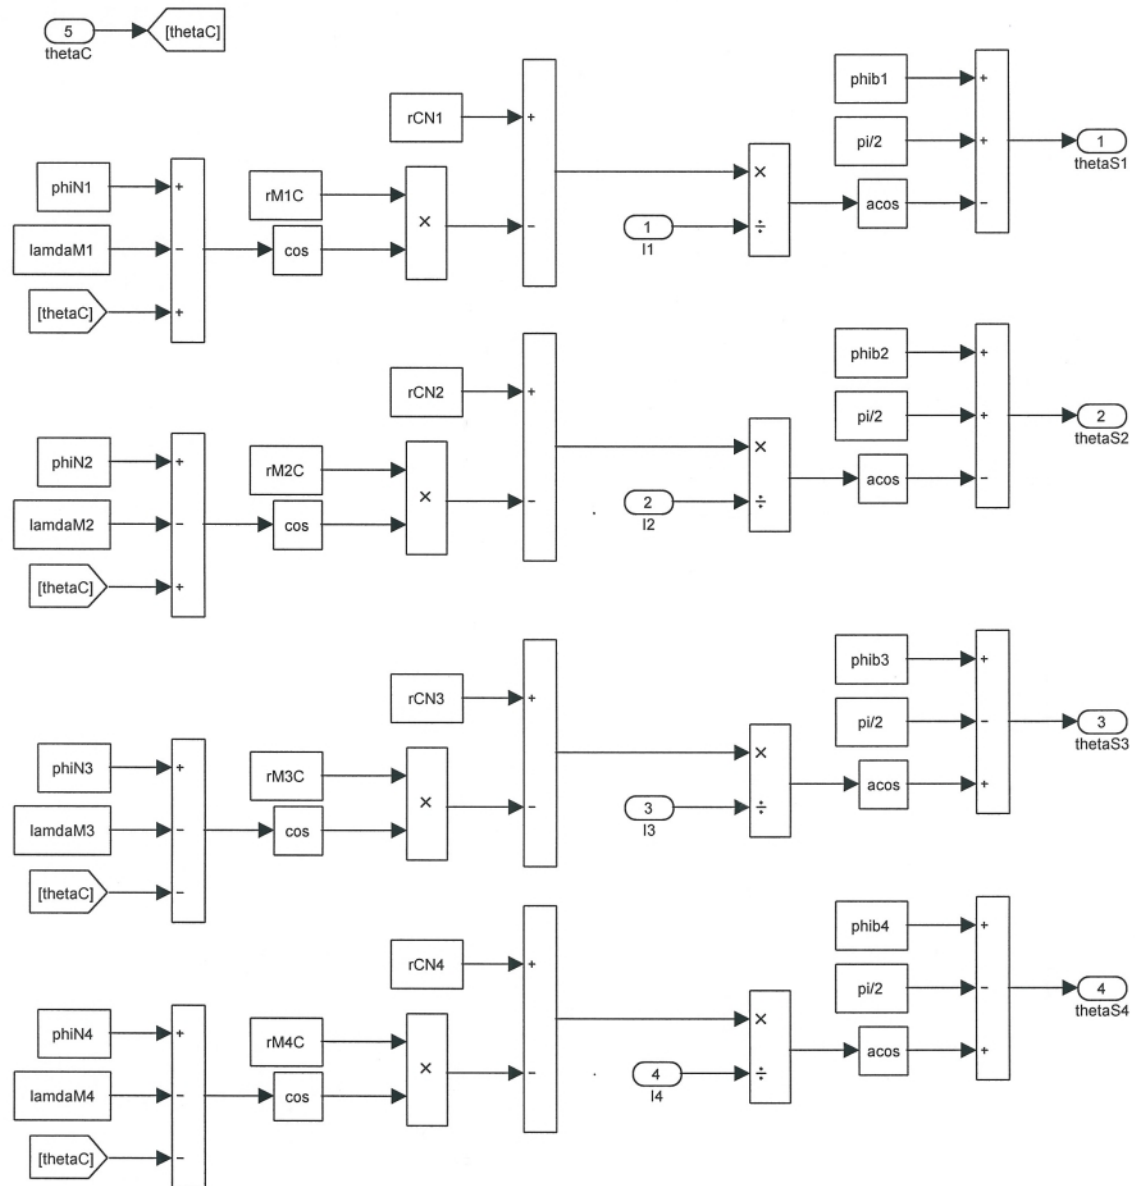 5
thetaC
[thetaC]
phiN1
+
lamdaM1
−
[thetaC]
+
rM1C
cos
×
rCN1
+
−
1
I1
×
÷
acos
phib1
+
pi/2
+
−
1
thetaS1
phiN2
+
lamdaM2
−
[thetaC]
+
rM2C
cos
×
rCN2
+
−
2
I2
×
÷
acos
phib2
+
pi/2
+
−
2
thetaS2
phiN3
+
lamdaM3
−
[thetaC]
−
rM3C
cos
×
rCN3
+
−
3
I3
×
÷
acos
phib3
+
pi/2
−
+
3
thetaS3
phiN4
+
lamdaM4
−
[thetaC]
−
rM4C
cos
×
rCN4
+
−
4
I4
×
÷
acos
phib4
+
pi/2
−
+
4
thetaS4